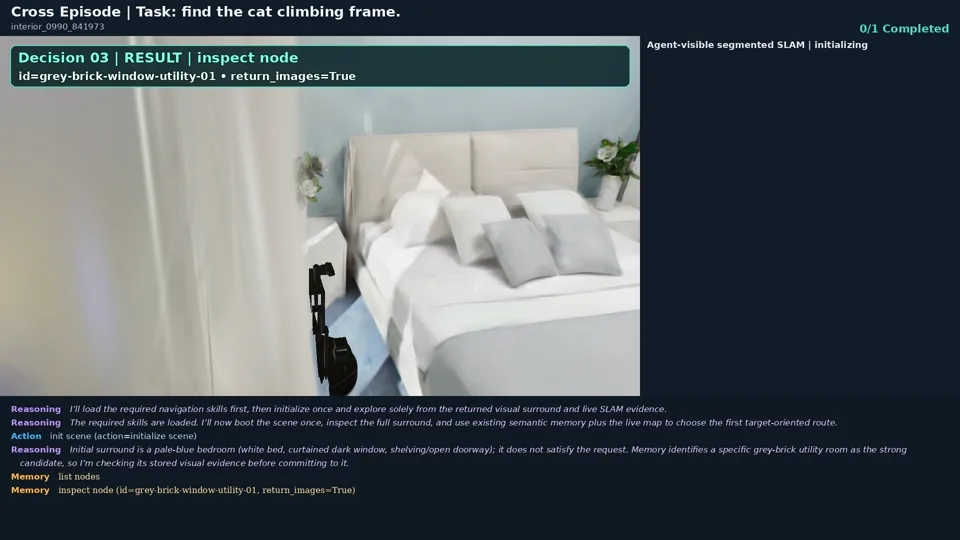 Cross Episode | Task: find the cat climbing frame.
interior_0990_841973
0/1 Completed
Agent-visible segmented SLAM | initializing
Decision 03 | RESULT | inspect node
id=grey-brick-window-utility-01 • return_images=True
Reasoning I'll load the required navigation skills first, then initialize once and explore solely from the returned visual surround and live SLAM evidence.
Reasoning The required skills are loaded. I'll now boot the scene once, inspect the full surround, and use existing semantic memory plus the live map to choose the first target-oriented route.
Action init scene (action=initialize scene)
Reasoning Initial surround is a pale-blue bedroom (white bed, curtained dark window, shelving/open doorway); it does not satisfy the request. Memory identifies a specific grey-brick utility room as the strong
candidate, so I'm checking its stored visual evidence before committing to it.
Memory list nodes
Memory inspect node (id=grey-brick-window-utility-01, return_images=True)